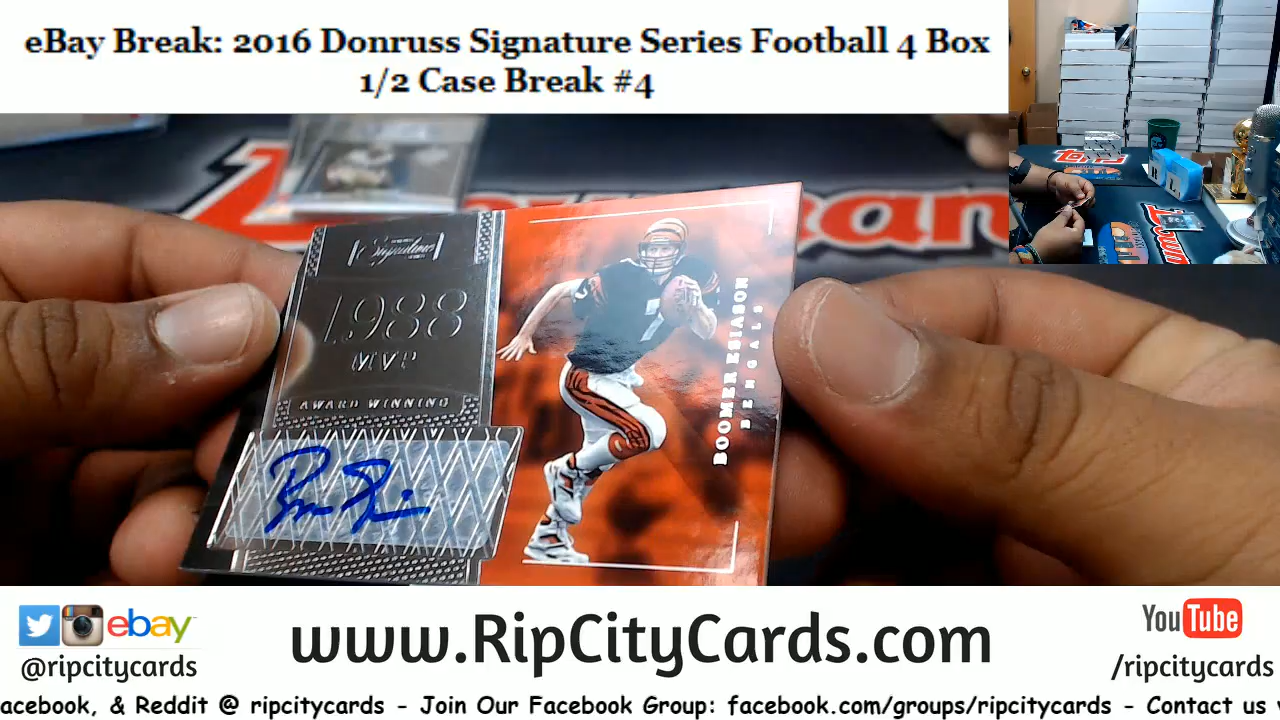 eBay Break: 2016 Donruss Signature Series Football 4 Box
1/2 Case Break #4
Signature
1988
MVP
AWARD WINNING
BOOMER ESIASON
BENGALS
7
ebay
@ripcitycards
www.RipCityCards.com
YouTube
/ripcitycards
acebook, & Reddit @ ripcitycards - Join Our Facebook Group: facebook.com/groups/ripcitycards - Contact us